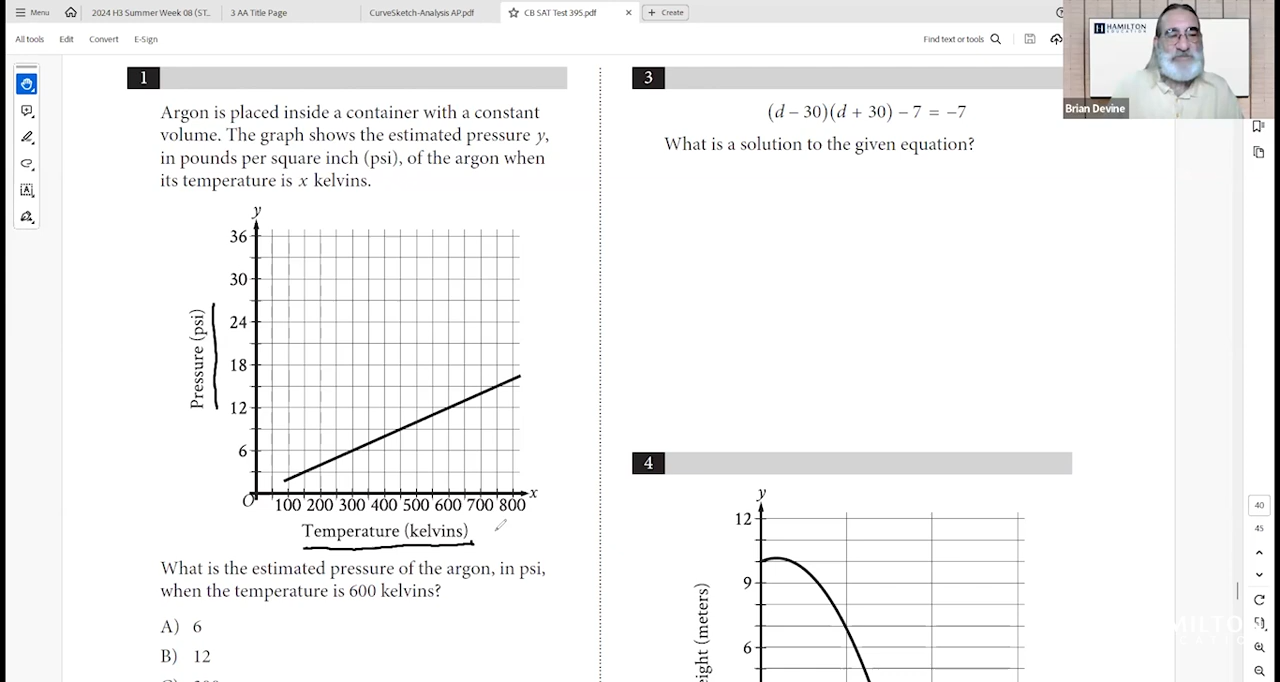 Menu
2024 H3 Summer Week 08 (ST...
3 AA Title Page
CurveSketch-Analysis AP.pdf
CB SAT Test 395.pdf
Create
All tools
Edit
Convert
E-Sign
Find text or tools
HAMILTON
EDUCATION
Brian Devine
1
Argon is placed inside a container with a constant
volume. The graph shows the estimated pressure y,
in pounds per square inch (psi), of the argon when
its temperature is x kelvins.
y
36
30
24
18
12
6
Pressure (psi)
O
100 200 300 400 500 600 700 800
x
Temperature (kelvins)
What is the estimated pressure of the argon, in psi,
when the temperature is 600 kelvins?
A) 6
B) 12
3
(d − 30)(d + 30) − 7 = −7
What is a solution to the given equation?
4
y
12
9
6
eight (meters)
40
45